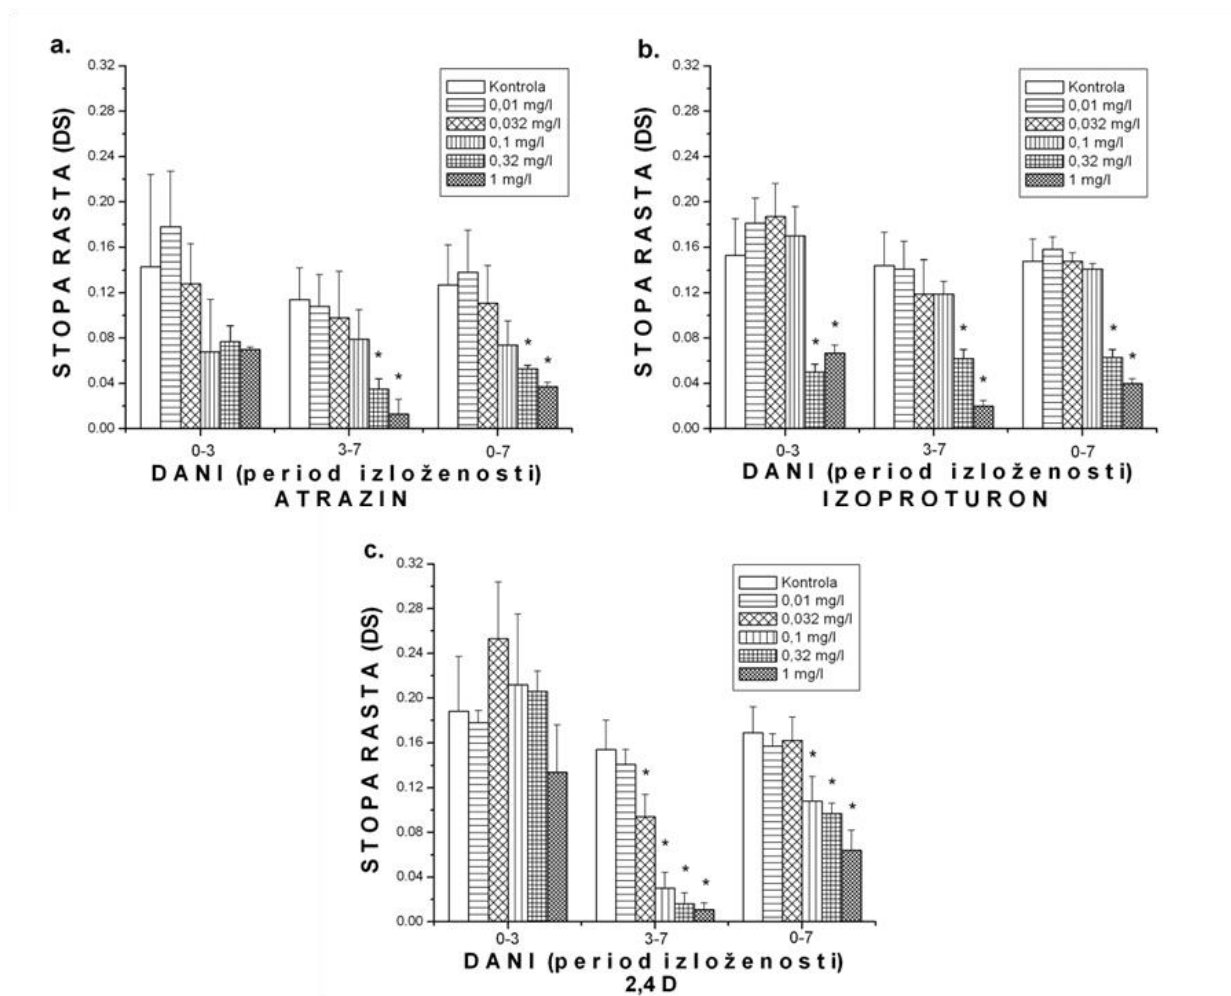 a.
STOPA RASTA (DS)
0.32
0.28
0.24
0.20
0.16
0.12
0.08
0.04
0.00
Kontrola
0,01 mg/l
0,032 mg/l
0,1 mg/l
0,32 mg/l
1 mg/l
* * * *
0-3 3-7 0-7
DANI (period izloženosti)
ATRAZIN
b.
STOPA RASTA (DS)
0.32
0.28
0.24
0.20
0.16
0.12
0.08
0.04
0.00
Kontrola
0,01 mg/l
0,032 mg/l
0,1 mg/l
0,32 mg/l
1 mg/l
* * * * * *
0-3 3-7 0-7
DANI (period izloženosti)
IZOPROTURON
c.
STOPA RASTA (DS)
0.32
0.28
0.24
0.20
0.16
0.12
0.08
0.04
0.00
Kontrola
0,01 mg/l
0,032 mg/l
0,1 mg/l
0,32 mg/l
1 mg/l
* * * * * * *
0-3 3-7 0-7
DANI (period izloženosti)
2,4 D